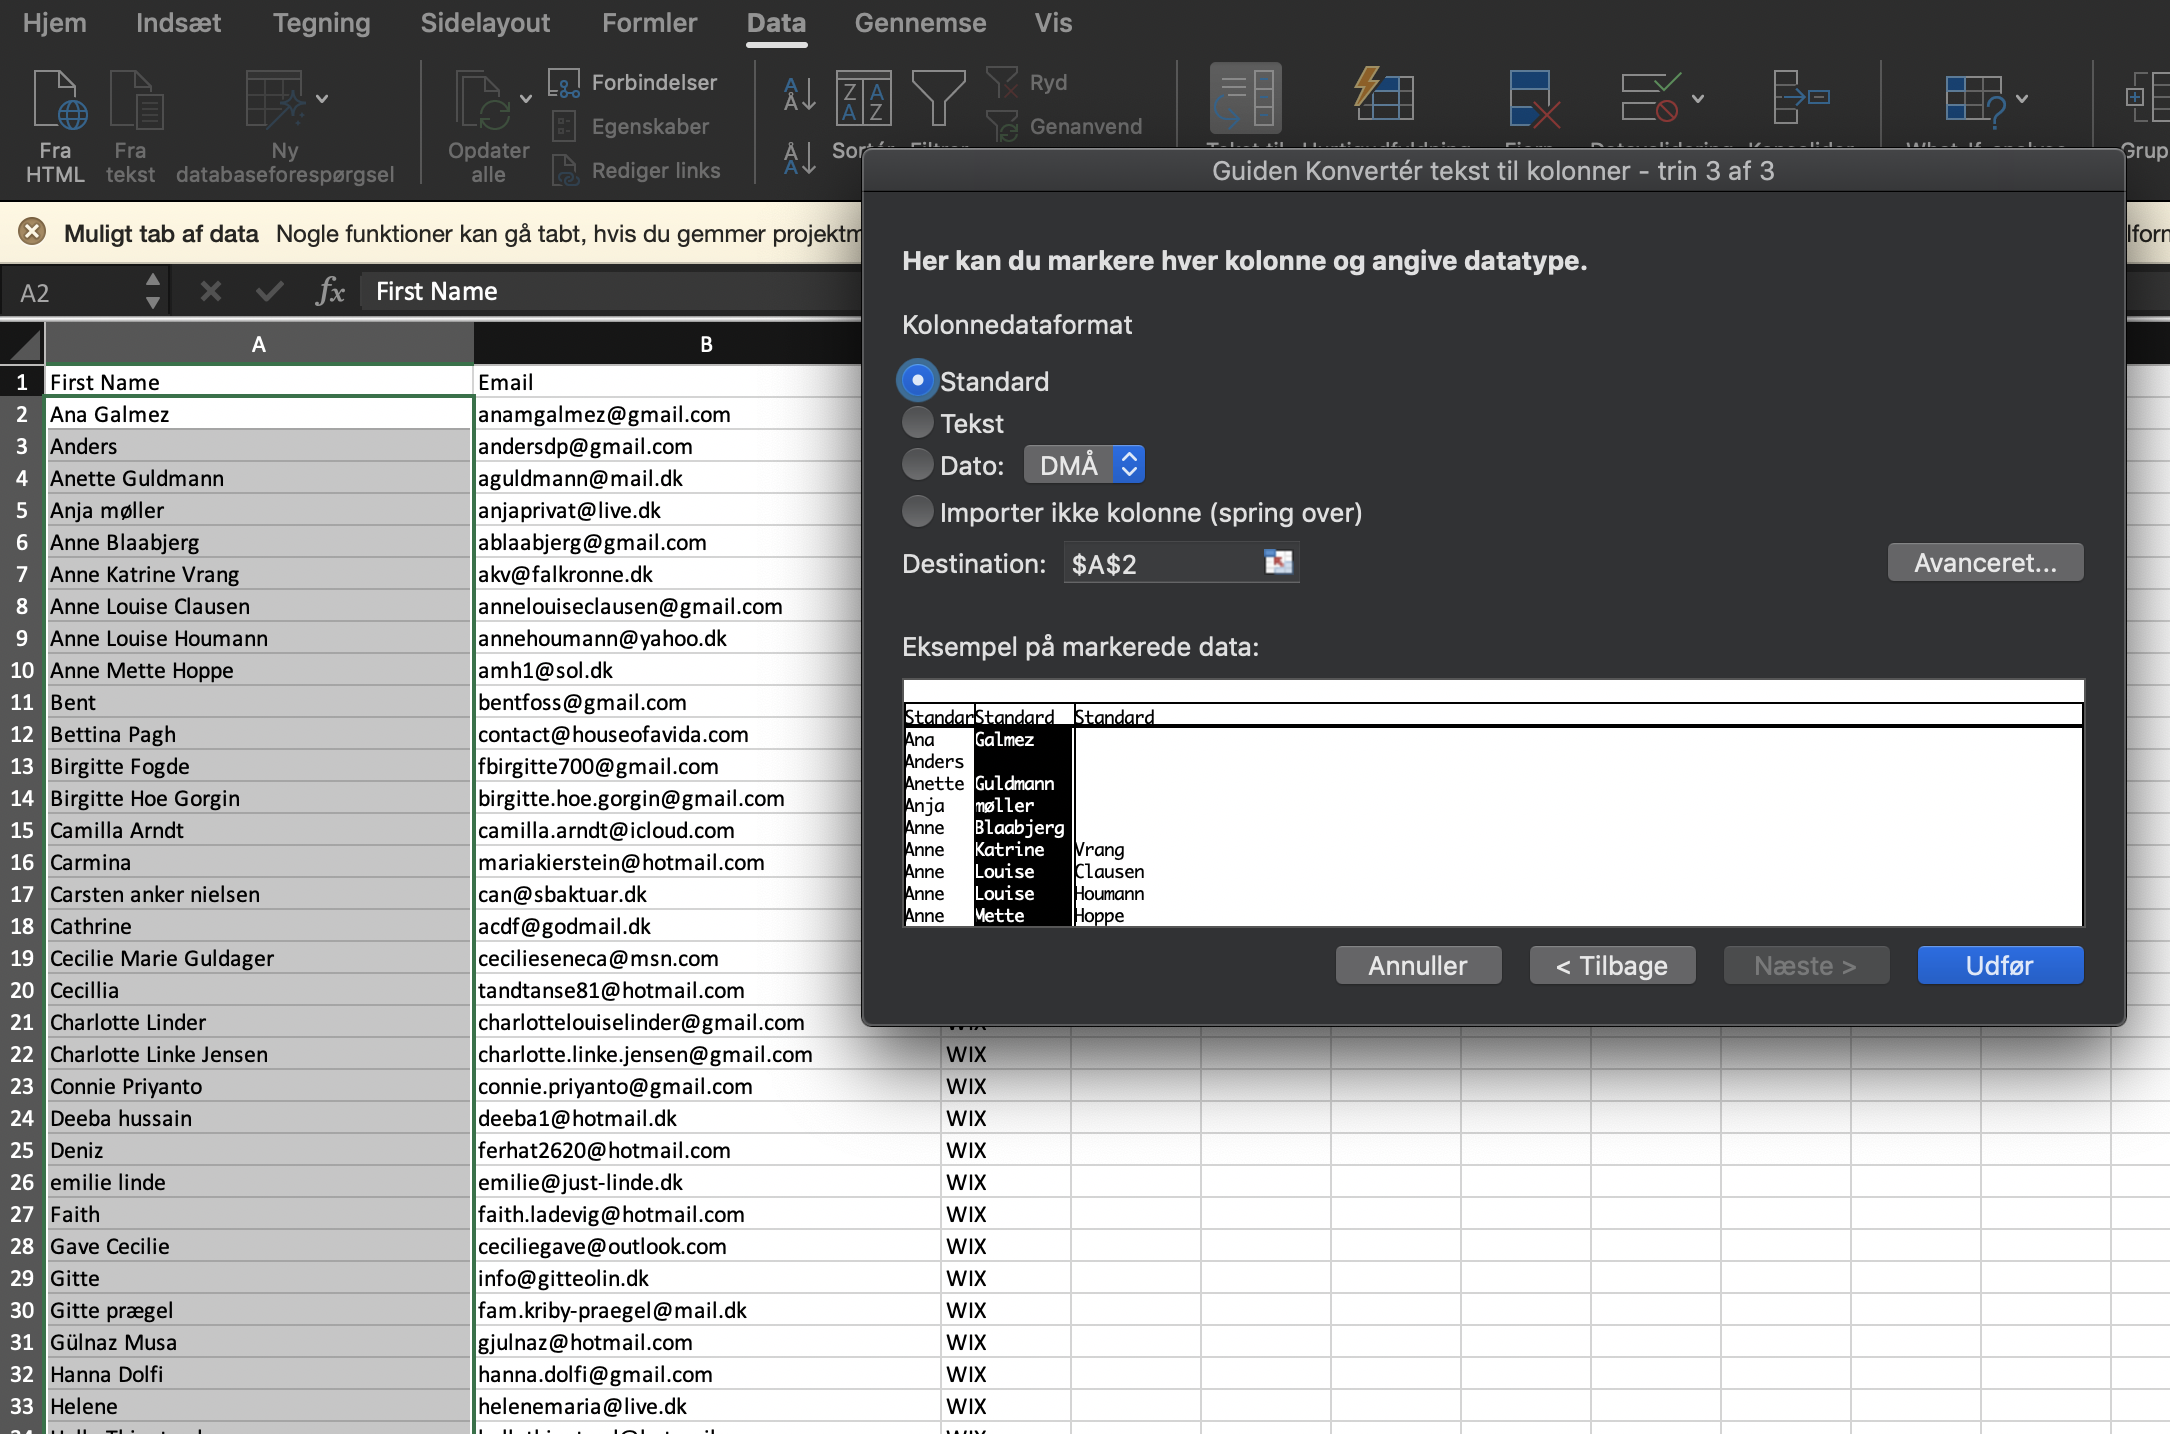 Hjem Indsæt Tegning Sidelayout Formler Data Gennemse Vis
Fra HTML
Fra tekst
Ny databaseforespørgsel
Opdater alle
Forbindelser
Egenskaber
Rediger links
Filtrer
Ryd
Genanvend
Muligt tab af data Nogle funktioner kan gå tabt, hvis du gemmer
A2 fx First Name
A B
1 First Name Email
2 Ana Galmez anamgalmez@gmail.com
3 Anders andersdp@gmail.com
4 Anette Guldmann aguldmann@mail.dk
5 Anja møller anjaprivat@live.dk
6 Anne Blaabjerg ablaabjerg@gmail.com
7 Anne Katrine Vrang akv@falkronne.dk
8 Anne Louise Clausen annelouiseclausen@gmail.com
9 Anne Louise Houmann annehoumann@yahoo.dk
10 Anne Mette Hoppe amh1@sol.dk
11 Bent bentfoss@gmail.com
12 Bettina Pagh contact@houseofavida.com
13 Birgitte Fogde fbirgitte700@gmail.com
14 Birgitte Hoe Gorgin birgitte.hoe.gorgin@gmail.com
15 Camilla Arndt camilla.arndt@icloud.com
16 Carmina mariakierstein@hotmail.com
17 Carsten anker nielsen can@sbaktuar.dk
18 Cathrine acdf@godmail.dk
19 Cecilie Marie Guldager cecilieseneca@msn.com
20 Cecillia tandtanse81@hotmail.com
21 Charlotte Linder charlottelouiselinder@gmail.com
22 Charlotte Linke Jensen charlotte.linke.jensen@gmail.com WIX
23 Connie Priyanto connie.priyanto@gmail.com WIX
24 Deeba hussain deeba1@hotmail.dk WIX
25 Deniz ferhat2620@hotmail.com WIX
26 emilie linde emilie@just-linde.dk WIX
27 Faith faith.ladevig@hotmail.com WIX
28 Gave Cecilie ceciliegave@outlook.com WIX
29 Gitte info@gitteolin.dk WIX
30 Gitte prægel fam.kriby-praegel@mail.dk WIX
31 Gülnaz Musa gjulnaz@hotmail.com WIX
32 Hanna Dolfi hanna.dolfi@gmail.com WIX
33 Helene helenemaria@live.dk WIX
Guiden Konvertér tekst til kolonner - trin 3 af 3
Her kan du markere hver kolonne og angive datatype.
Kolonnedataformat
Standard
Tekst
Dato: DMÅ
Importer ikke kolonne (spring over)
Destination: $A$2
Avanceret...
Eksempel på markerede data:
Standar Standard Standard
Ana Galmez
Anders
Anette Guldmann
Anja møller
Anne Blaabjerg
Anne Katrine Vrang
Anne Louise Clausen
Anne Louise Houmann
Anne Mette Hoppe
Annuller < Tilbage Næste > Udfør